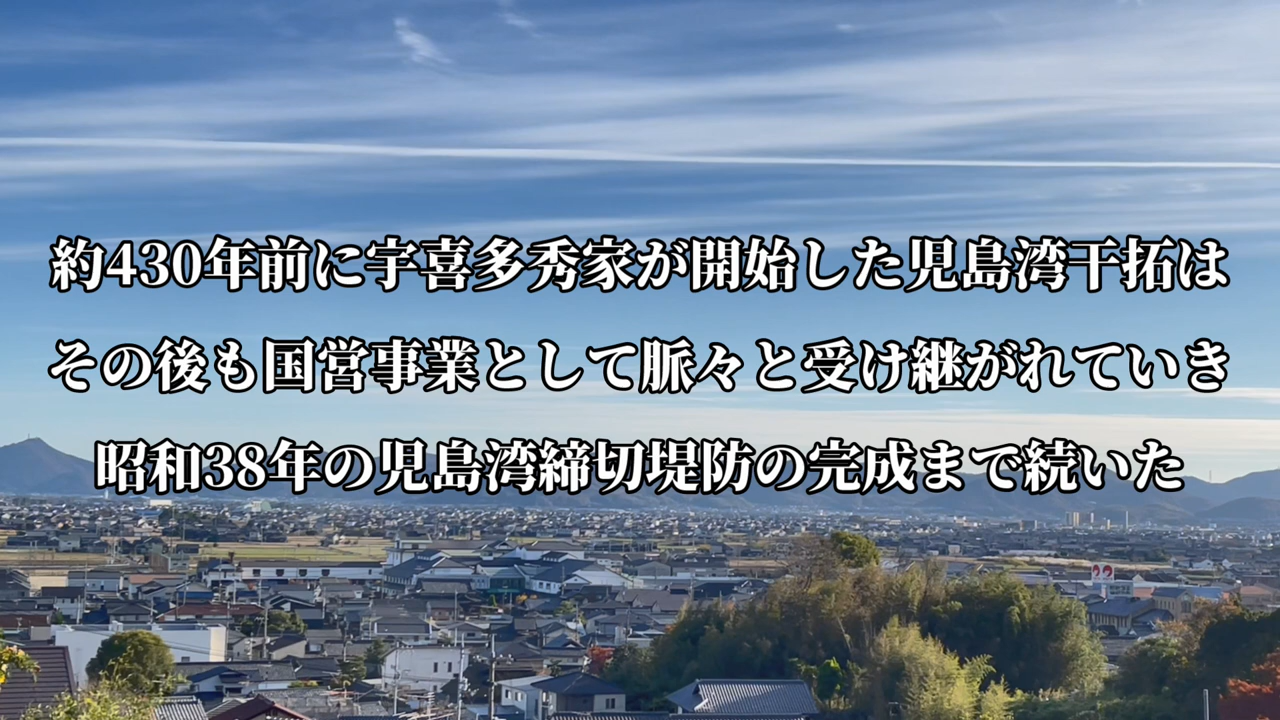 約430年前に宇喜多秀家が開始した児島湾干拓は
その後も国営事業として脈々と受け継がれていき
昭和38年の児島湾締切堤防の完成まで続いた